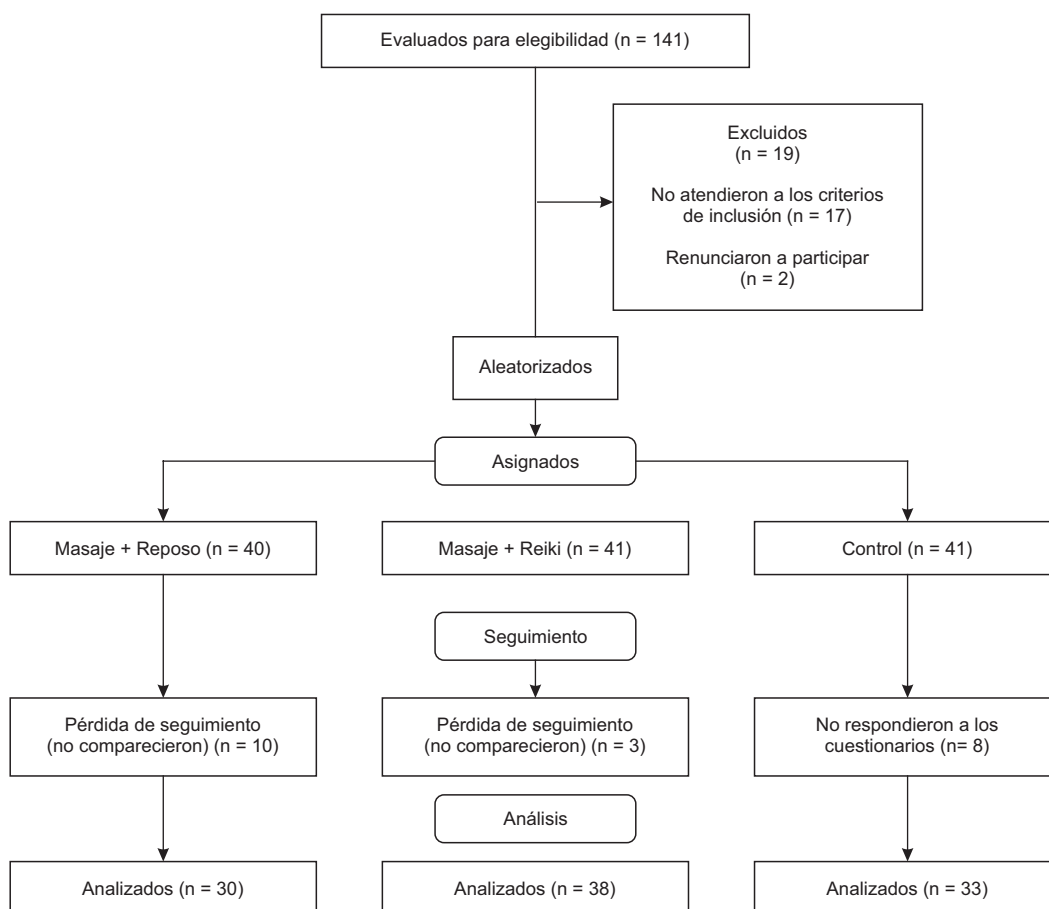 Evaluados para elegibilidad (n = 141)
Excluidos
(n = 19)
No atendieron a los criterios
de inclusión (n = 17)
Renunciaron a participar
(n = 2)
Aleatorizados
Asignados
Masaje + Reposo (n = 40)
Masaje + Reiki (n = 41)
Control (n = 41)
Seguimiento
Pérdida de seguimiento
(no comparecieron) (n = 10)
Pérdida de seguimiento
(no comparecieron) (n = 3)
No respondieron a los
cuestionarios (n= 8)
Análisis
Analizados (n = 30)
Analizados (n = 38)
Analizados (n = 33)